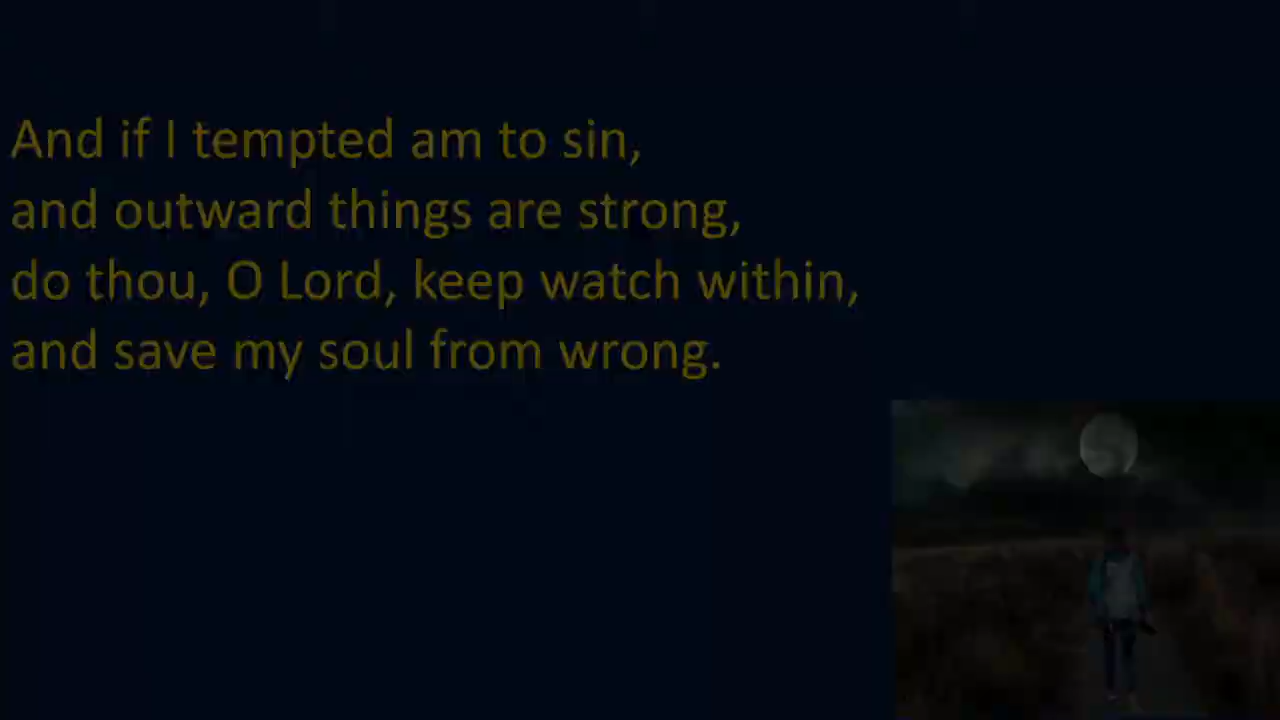 And if I tempted am to sin,
and outward things are strong,
do thou, O Lord, keep watch within,
and save my soul from wrong.